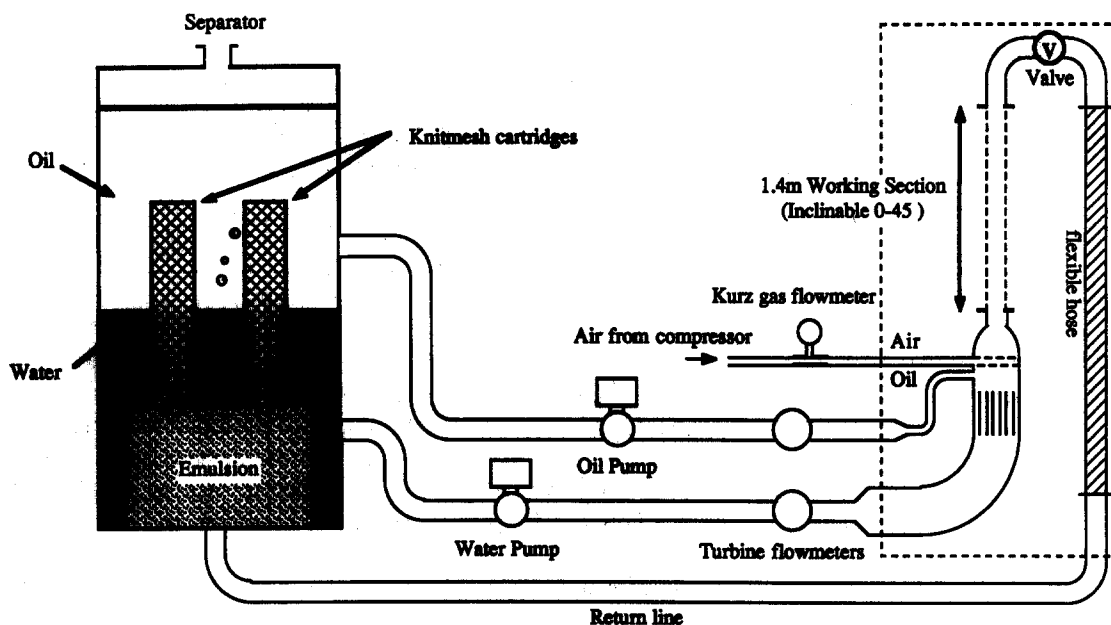 Separator
V
Valve
Knitmesh cartridges
Oil
1.4m Working Section
(Inclinable 0-45 )
flexible hose
Kurz gas flowmeter
Air from compressor
Air
Oil
Water
Oil Pump
Emulsion
Water Pump
Turbine flowmeters
Return line